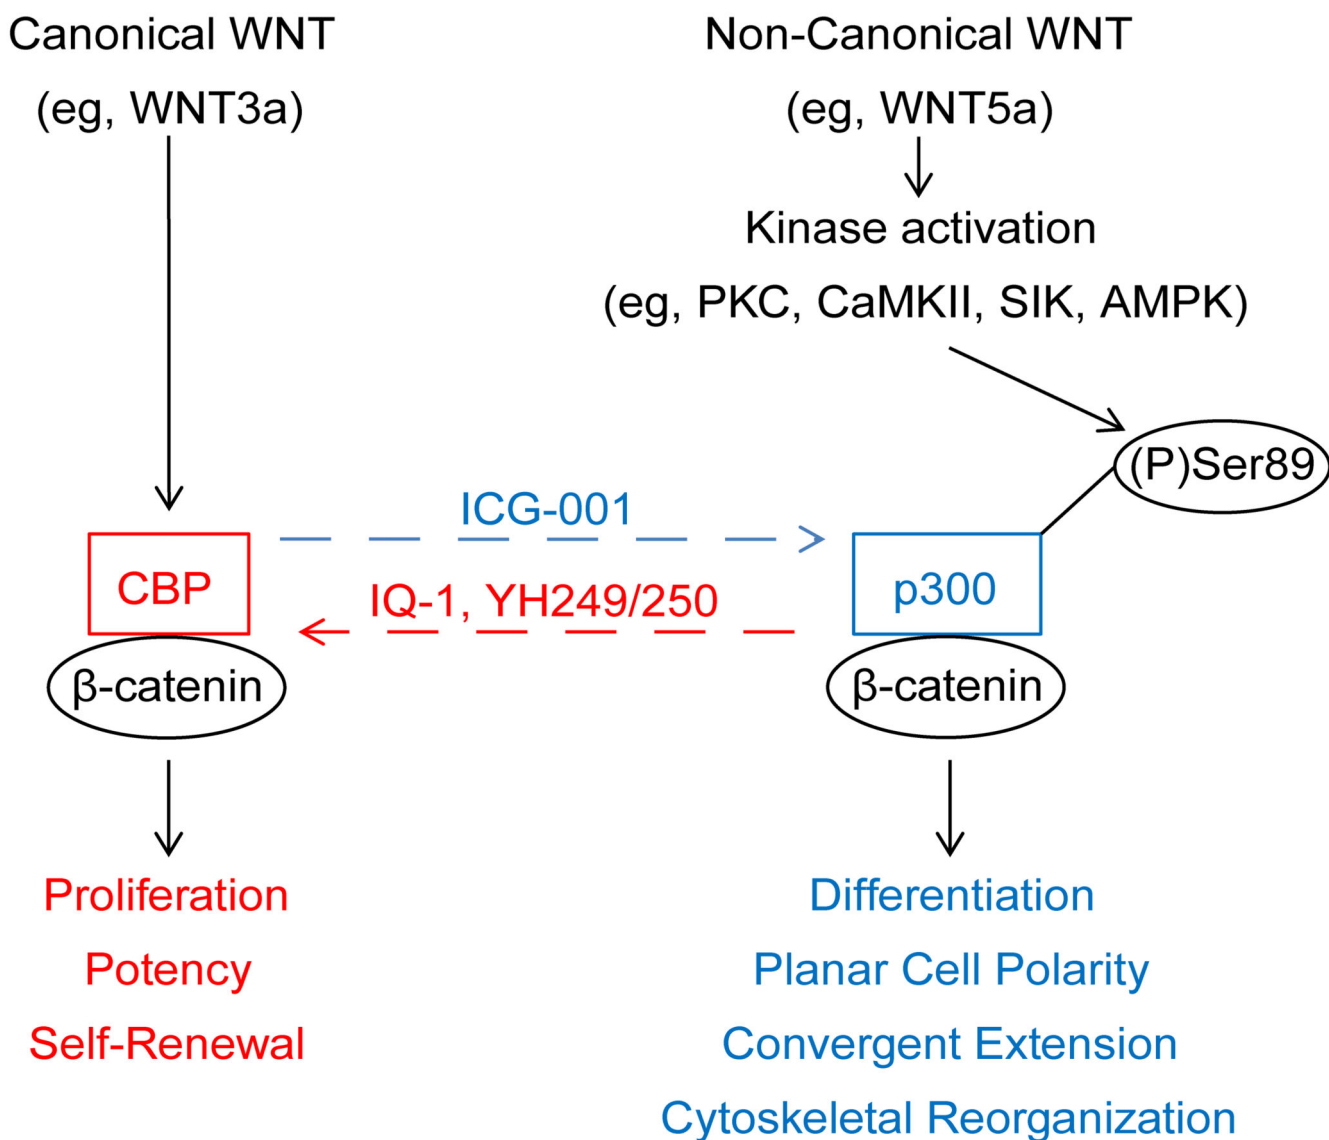 Canonical WNT
(eg, WNT3a)
Non-Canonical WNT
(eg, WNT5a)
Kinase activation
(eg, PKC, CaMKII, SIK, AMPK)
(P)Ser89
ICG-001
IQ-1, YH249/250
CBP
β-catenin
p300
β-catenin
Proliferation
Potency
Self-Renewal
Differentiation
Planar Cell Polarity
Convergent Extension
Cytoskeletal Reorganization